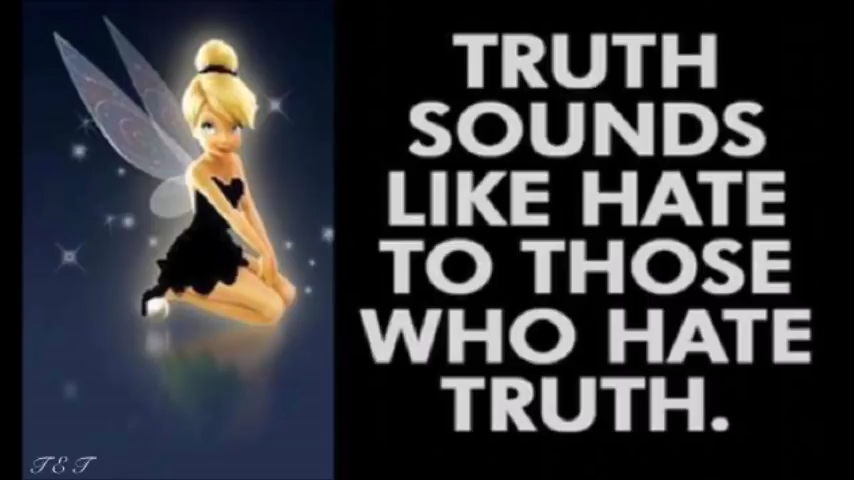 TRUTH
SOUNDS
LIKE HATE
TO THOSE
WHO HATE
TRUTH.
T&T